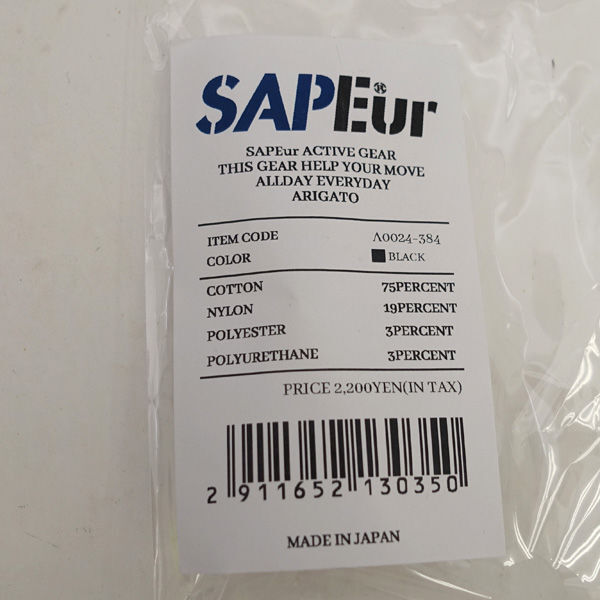 SAPEur®
SAPEur ACTIVE GEAR
THIS GEAR HELP YOUR MOVE
ALLDAY EVERYDAY
ARIGATO
ITEM CODE Λ0024-384
COLOR BLACK
COTTON 75PERCENT
NYLON 19PERCENT
POLYESTER 3PERCENT
POLYURETHANE 3PERCENT
PRICE 2,200YEN(IN TAX)
2 911652 130350
MADE IN JAPAN